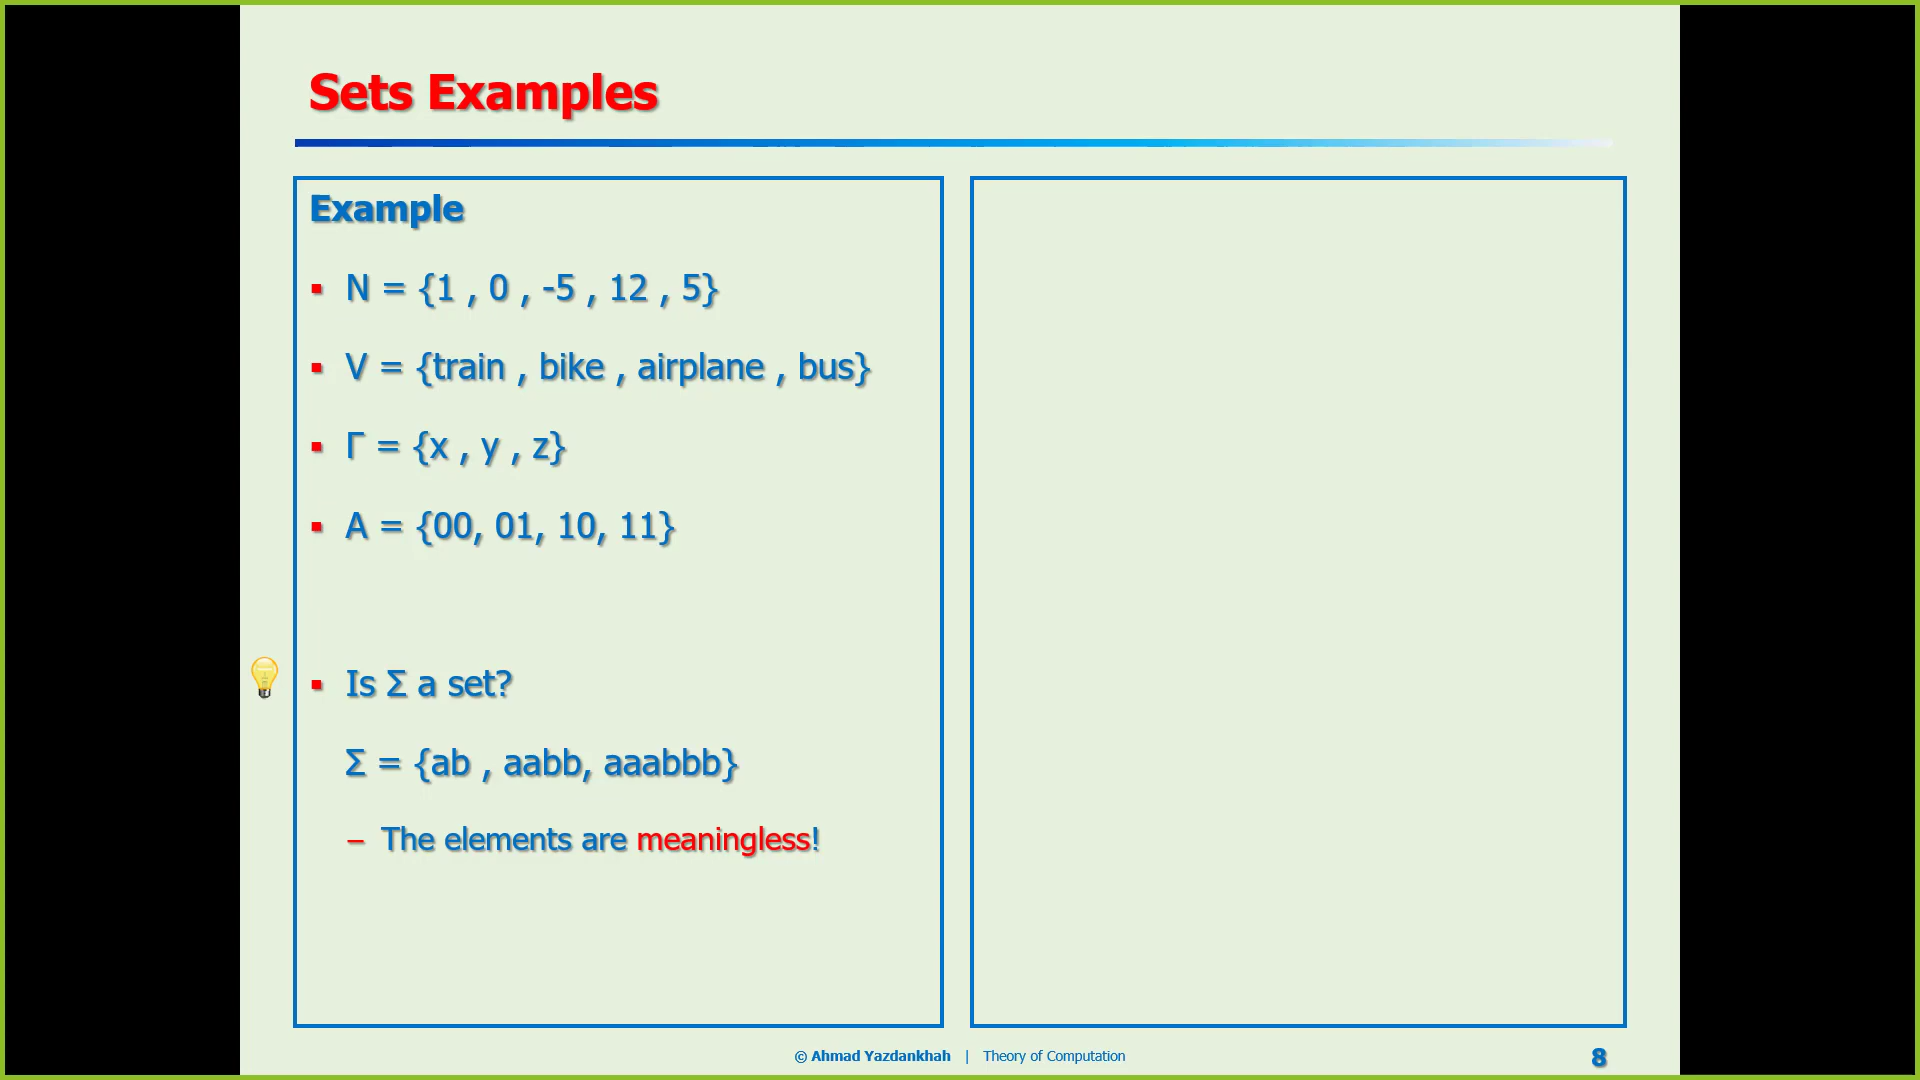 Sets Examples
Example
▪ N = {1 , 0 , -5 , 12 , 5}
▪ V = {train , bike , airplane , bus}
▪ Γ = {x , y , z}
▪ A = {00, 01, 10, 11}
▪ Is Σ a set?
Σ = {ab , aabb, aaabbb}
– The elements are meaningless!
© Ahmad Yazdankhah | Theory of Computation
8